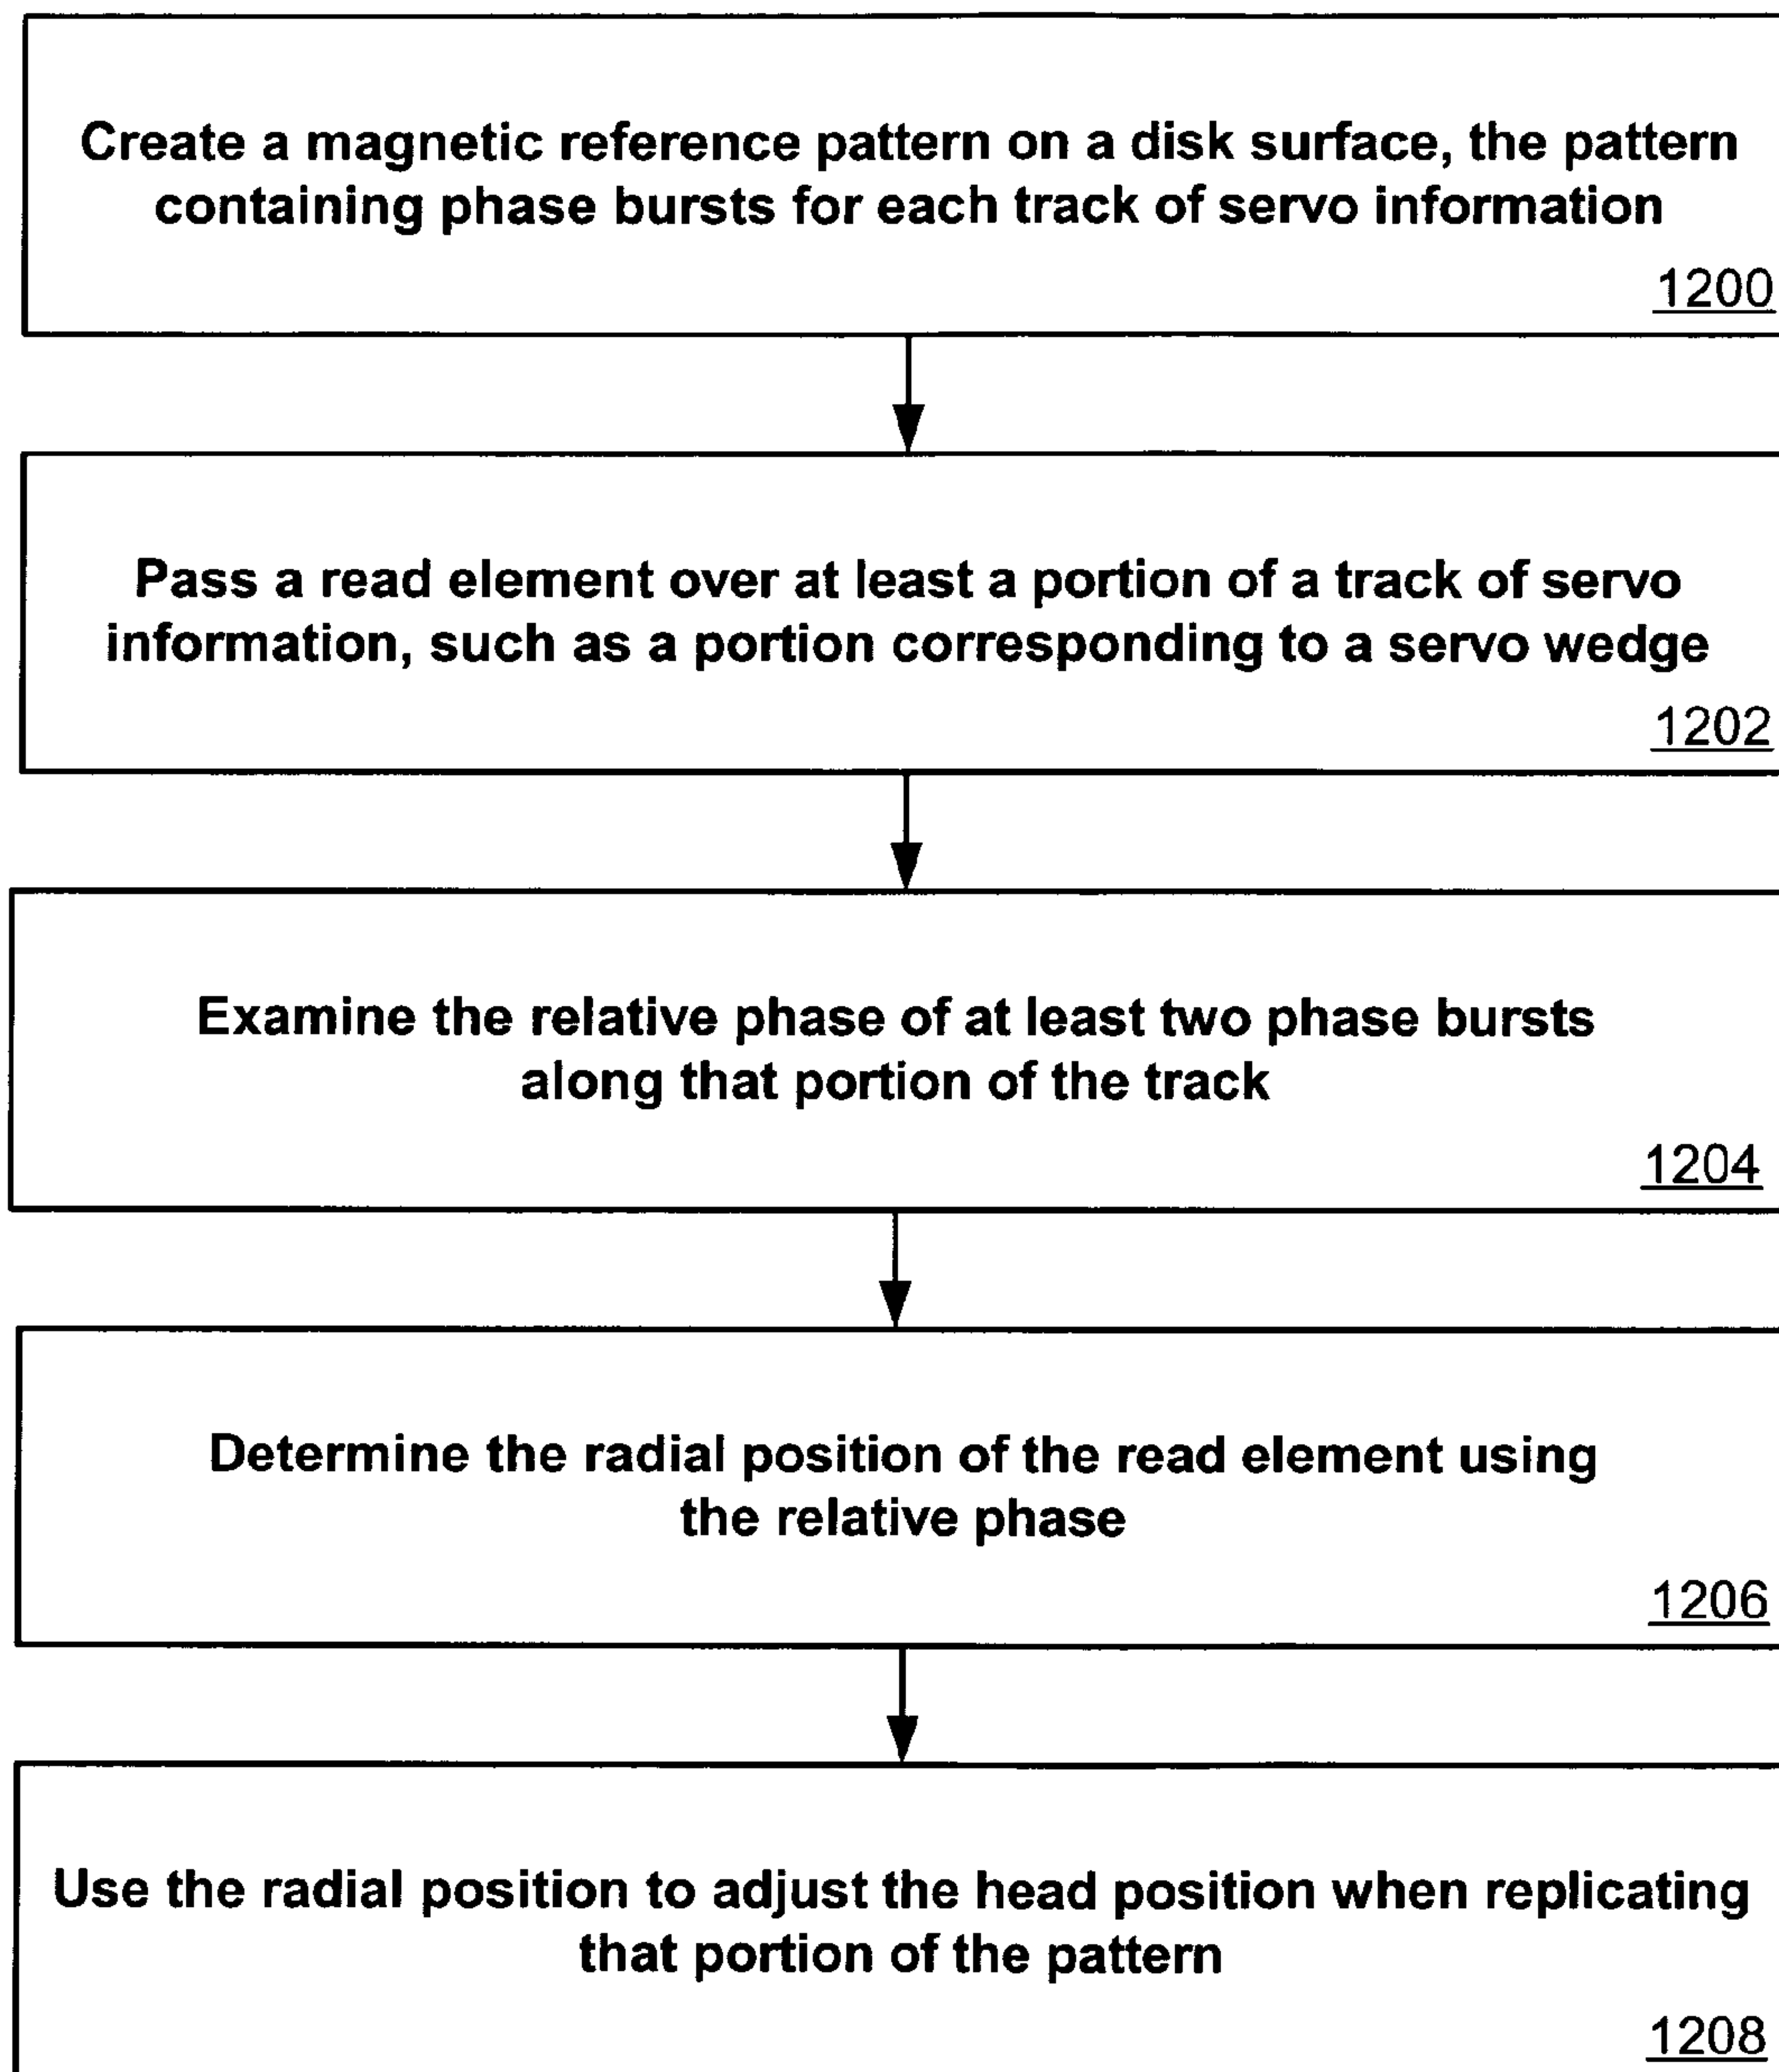 Create a magnetic reference pattern on a disk surface, the pattern
containing phase bursts for each track of servo information
1200
Pass a read element over at least a portion of a track of servo
information, such as a portion corresponding to a servo wedge
1202
Examine the relative phase of at least two phase bursts
along that portion of the track
1204
Determine the radial position of the read element using
the relative phase
1206
Use the radial position to adjust the head position when replicating
that portion of the pattern
1208